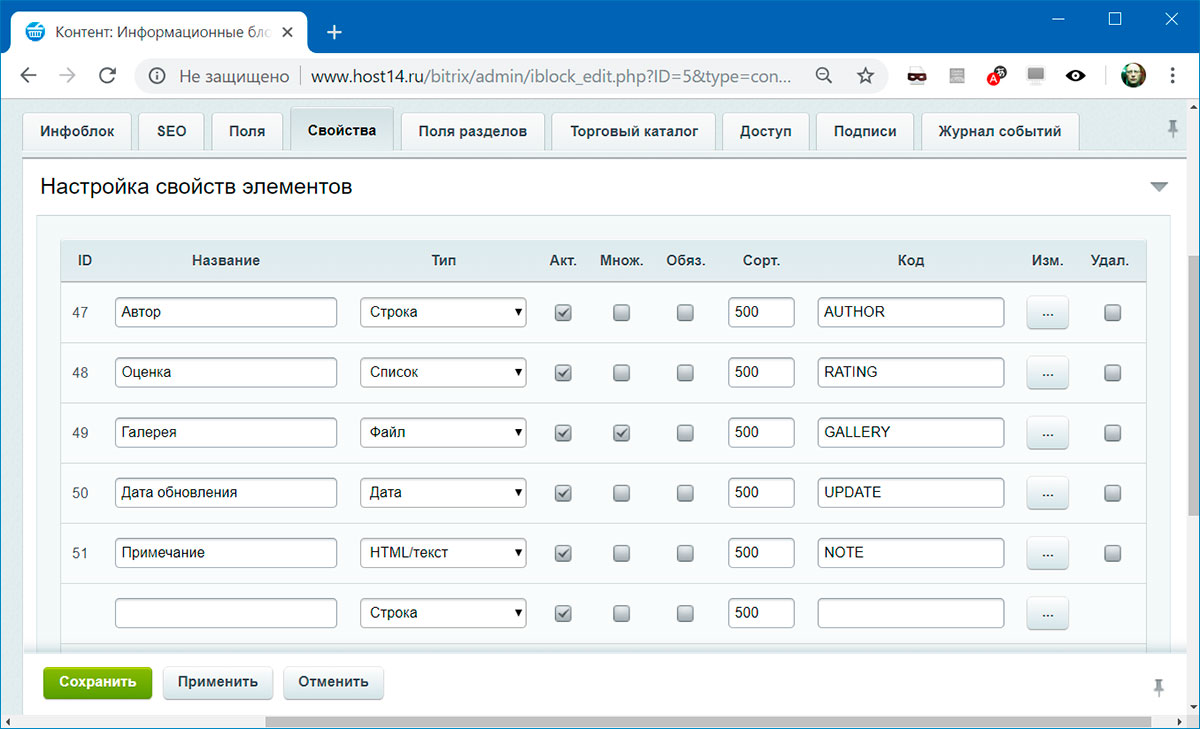 Контент: Информационные бло
Не защищено www.host14.ru/bitrix/admin/iblock_edit.php?ID=5&type=con...
Инфоблок SEO Поля Свойства Поля разделов Торговый каталог Доступ Подписи Журнал событий
Настройка свойств элементов
ID Название Тип Акт. Множ. Обяз. Сорт. Код Изм. Удал.
47 Автор Строка 500 AUTHOR ...
48 Оценка Список 500 RATING ...
49 Галерея Файл 500 GALLERY ...
50 Дата обновления Дата 500 UPDATE ...
51 Примечание HTML/текст 500 NOTE ...
Строка 500 ...
Сохранить Применить Отменить